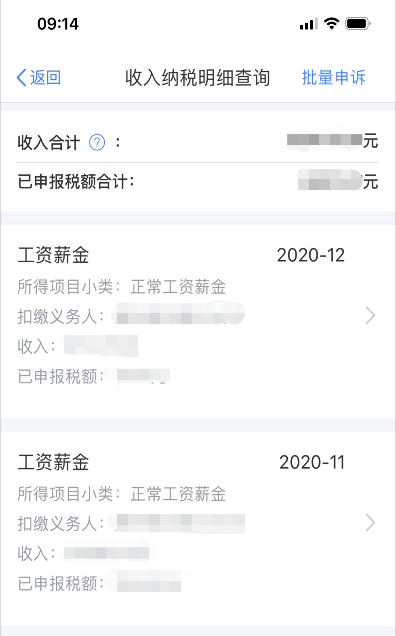 09:14
返回 收入纳税明细查询 批量申诉
收入合计 ? : 元
已申报税额合计: 元
工资薪金 2020-12
所得项目小类: 正常工资薪金
扣缴义务人:
收入:
已申报税额:
工资薪金 2020-11
所得项目小类: 正常工资薪金
扣缴义务人:
收入:
已申报税额: